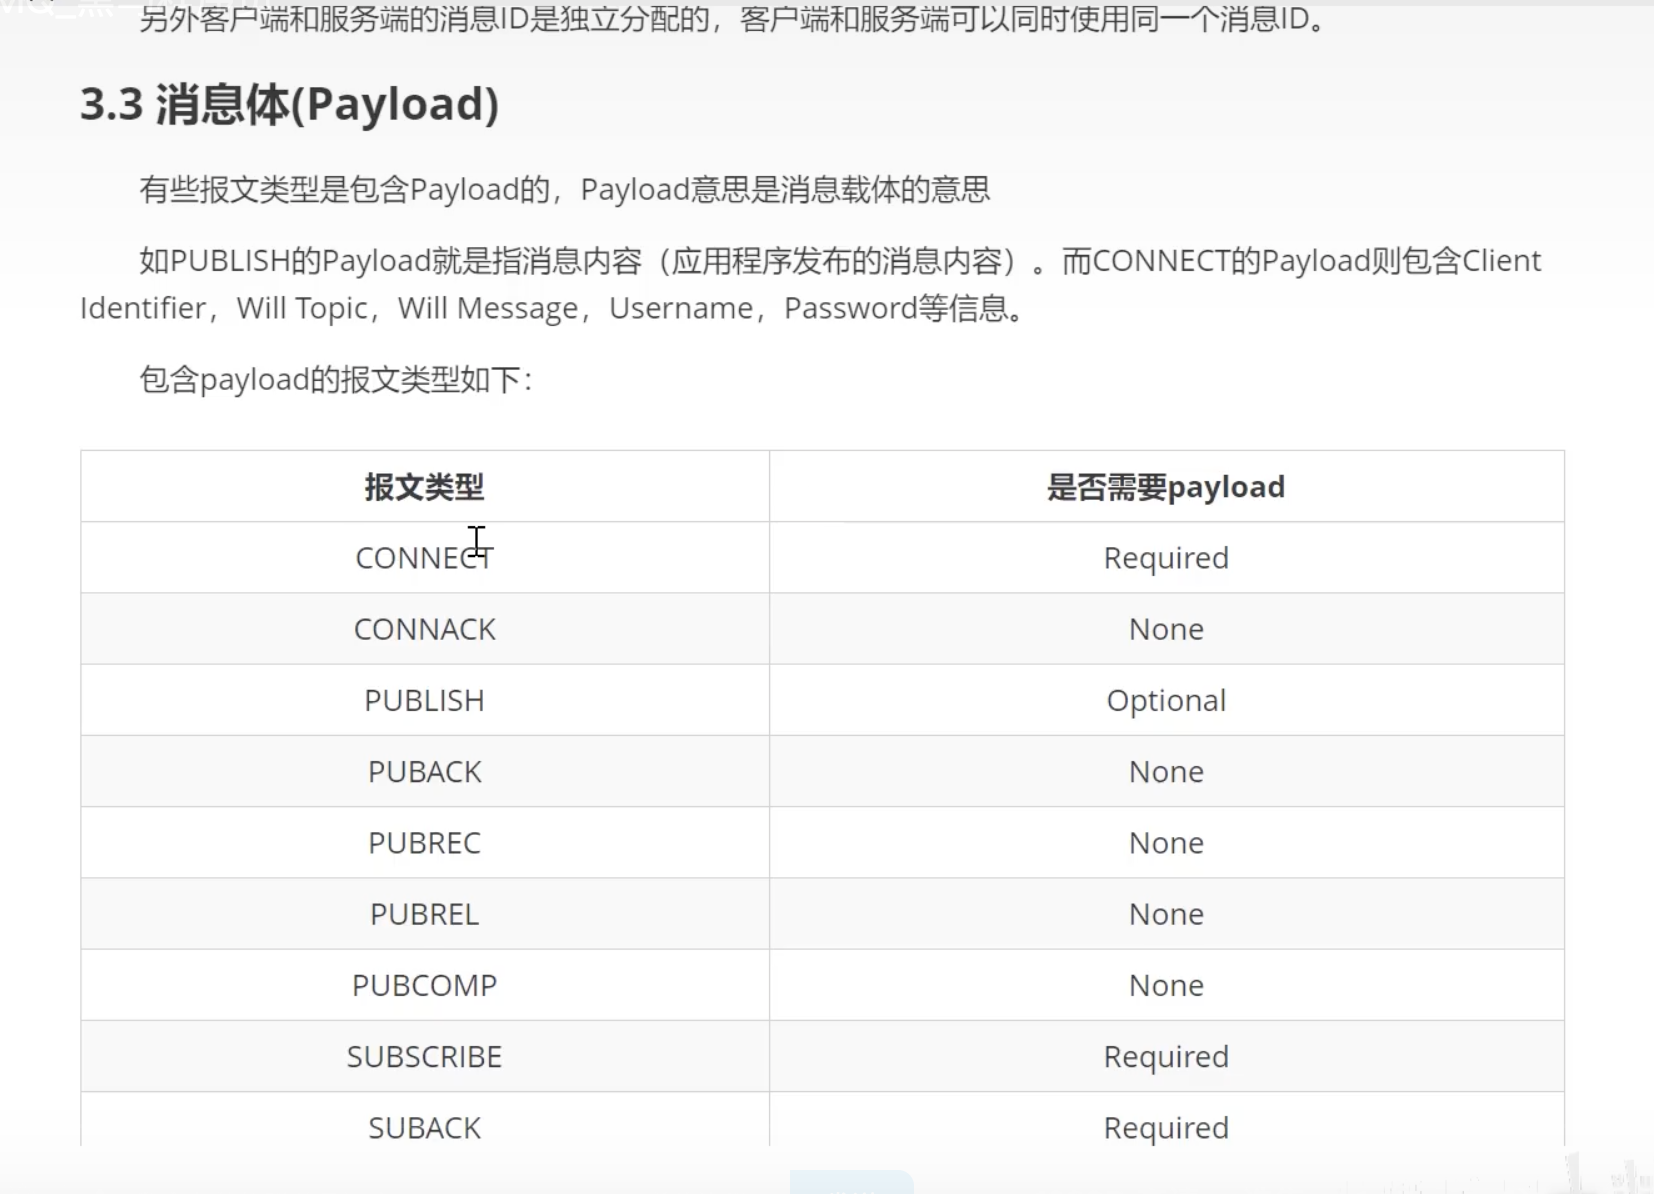 另外客户端和服务端的消息ID是独立分配的，客户端和服务端可以同时使用同一个消息ID。
3.3 消息体(Payload)
有些报文类型是包含Payload的，Payload意思是消息载体的意思
如PUBLISH的Payload就是指消息内容（应用程序发布的消息内容）。而CONNECT的Payload则包含Client
Identifier，Will Topic，Will Message，Username，Password等信息。
包含payload的报文类型如下：
报文类型 是否需要payload
CONNECT Required
CONNACK None
PUBLISH Optional
PUBACK None
PUBREC None
PUBREL None
PUBCOMP None
SUBSCRIBE Required
SUBACK Required